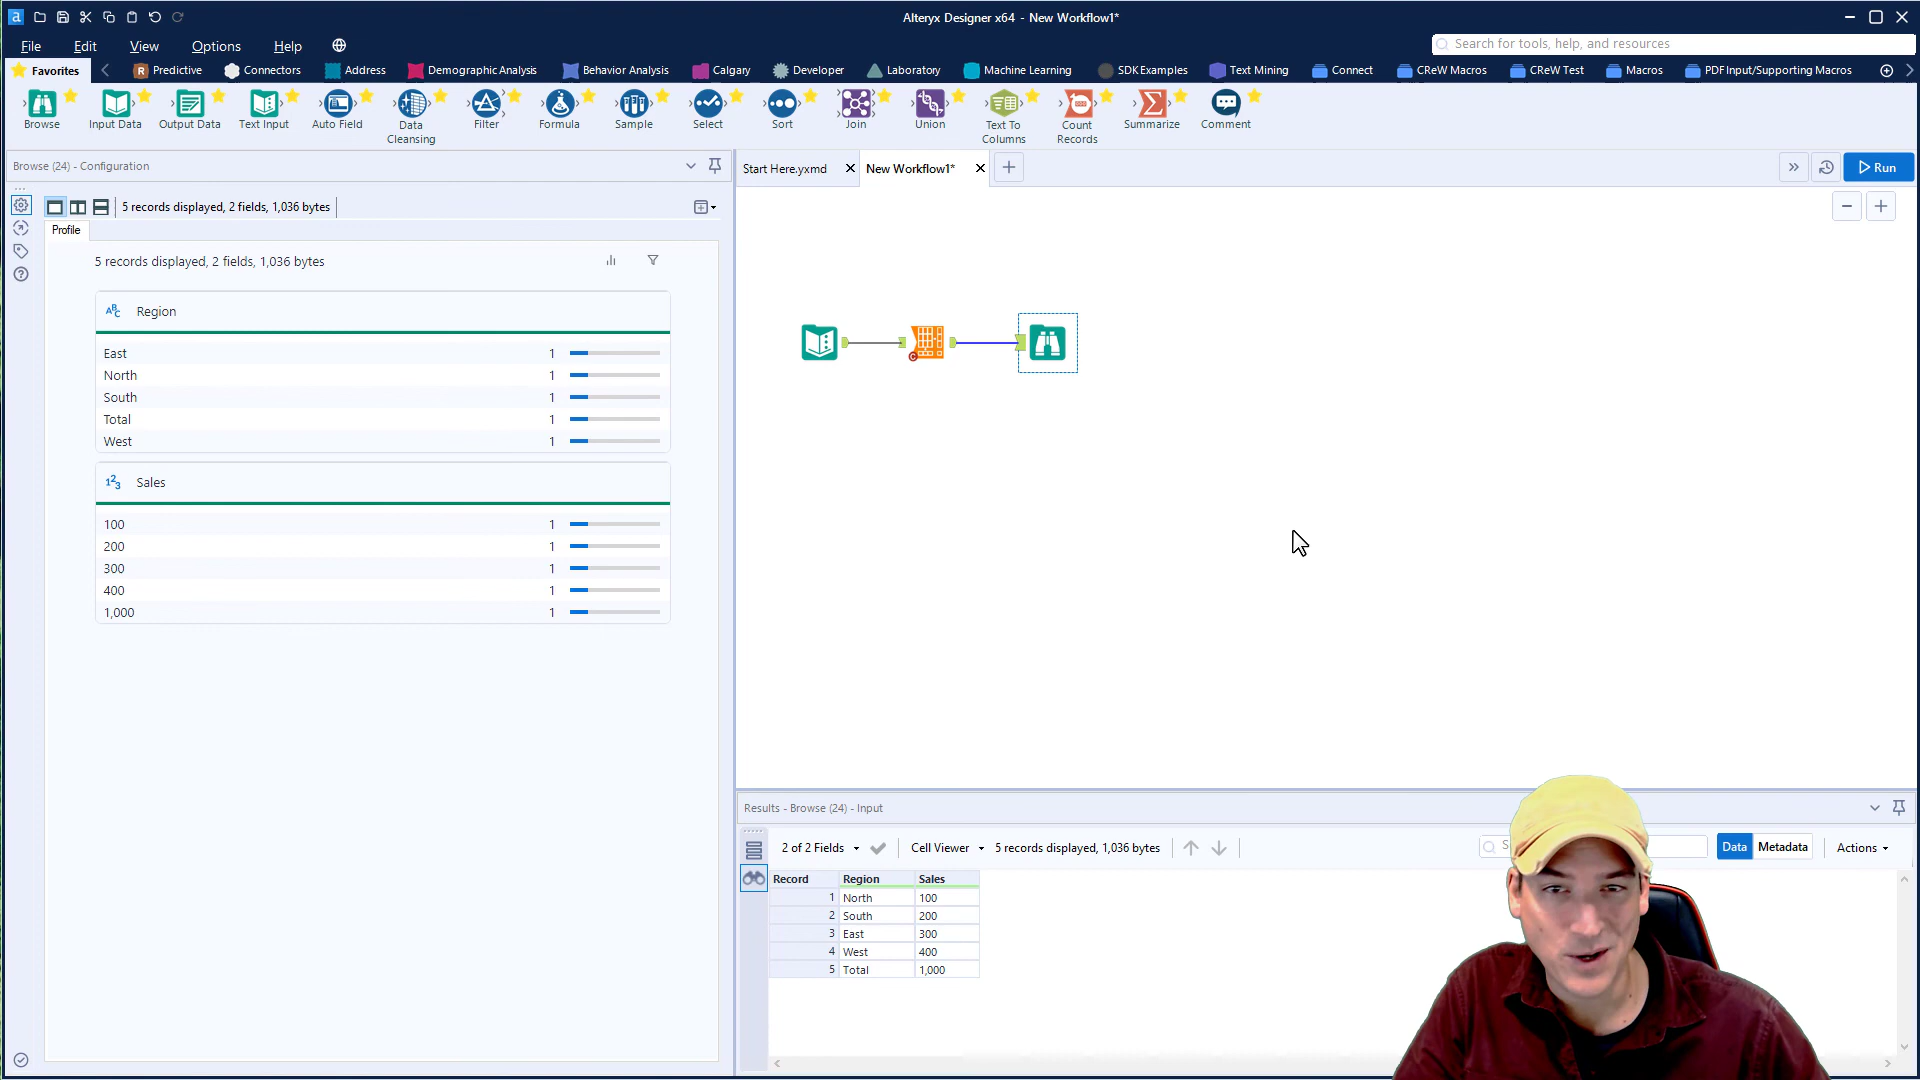 Alteryx Designer x64 - New Workflow1*
File Edit View Options Help
Search for tools, help, and resources
Favorites Predictive Connectors Address Demographic Analysis Behavior Analysis Calgary Developer Laboratory Machine Learning SDK Examples Text Mining Connect CReW Macros CReW Test Macros PDF Input/Supporting Macros
Browse Input Data Output Data Text Input Auto Field Data Cleansing Filter Formula Sample Select Sort Join Union Text To Columns Count Records Summarize Comment
Browse (24) - Configuration
Start Here.yxmd New Workflow1* Run
5 records displayed, 2 fields, 1,036 bytes
Profile
5 records displayed, 2 fields, 1,036 bytes
ABC Region
East 1
North 1
South 1
Total 1
West 1
123 Sales
100 1
200 1
300 1
400 1
1,000 1
Results - Browse (24) - Input
2 of 2 Fields Cell Viewer 5 records displayed, 1,036 bytes Data Metadata Actions
Record Region Sales
1 North 100
2 South 200
3 East 300
4 West 400
5 Total 1,000